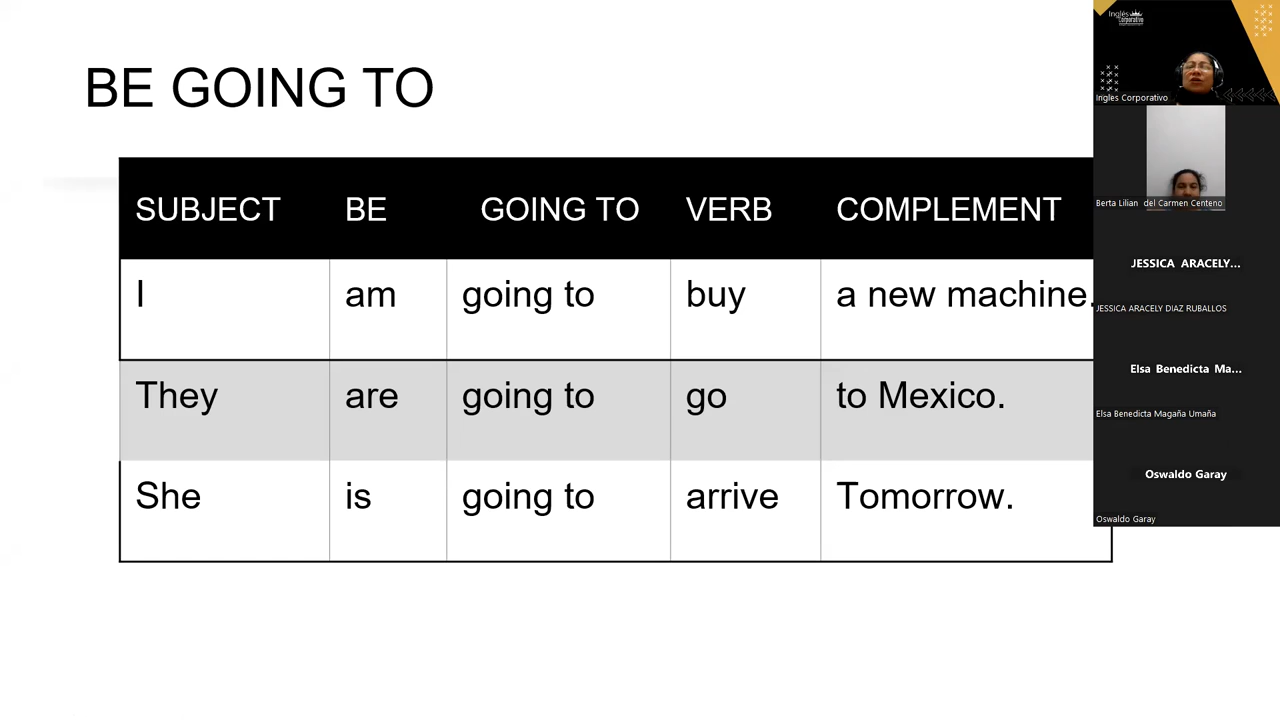 BE GOING TO
SUBJECT BE GOING TO VERB COMPLEMENT
I am going to buy a new machine.
They are going to go to Mexico.
She is going to arrive Tomorrow.
Inglés
Corporativo
Ingles Corporativo
Berta Lilian del Carmen Centeno
JESSICA ARACELY...
JESSICA ARACELY DIAZ RUBALLOS
Elsa Benedicta Ma...
Elsa Benedicta Magaña Umaña
Oswaldo Garay
Oswaldo Garay